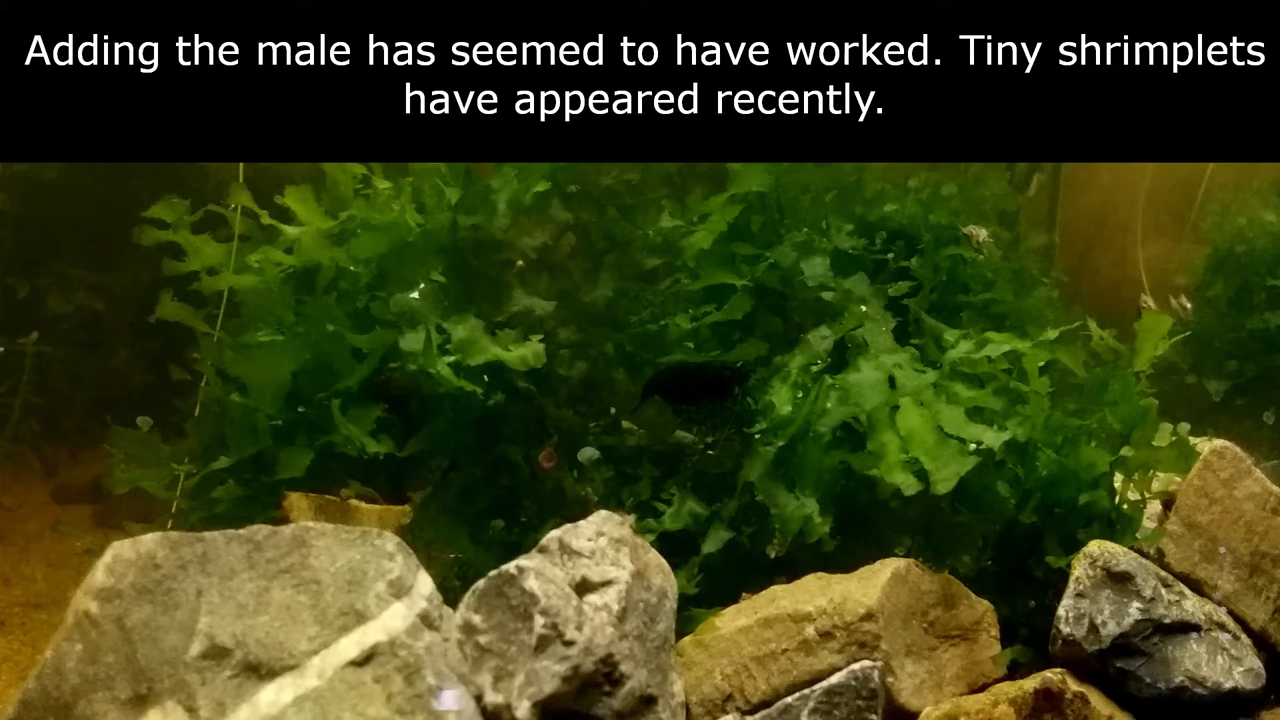 Adding the male has seemed to have worked. Tiny shrimplets
have appeared recently.